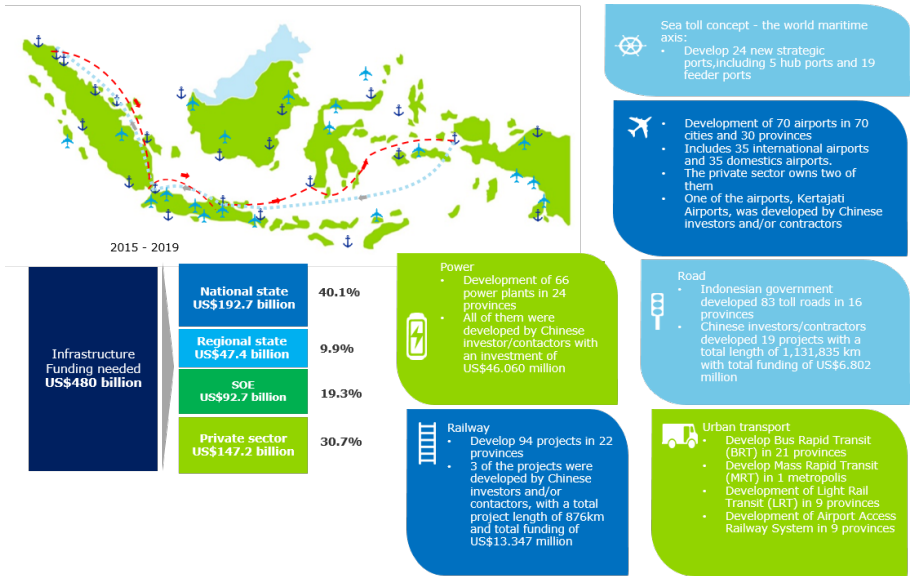 2015 - 2019
Infrastructure
Funding needed
US$480 billion
National state
US$192.7 billion
40.1%
Regional state
US$47.4 billion
9.9%
SOE
US$92.7 billion
19.3%
Private sector
US$147.2 billion
30.7%
Sea toll concept - the world maritime
axis:
• Develop 24 new strategic
ports,including 5 hub ports and 19
feeder ports
• Development of 70 airports in 70
cities and 30 provinces
• Includes 35 international airports
and 35 domestics airports.
• The private sector owns two of
them
• One of the airports, Kertajati
Airports, was developed by Chinese
investors and/or contractors
Power
• Development of 66
power plants in 24
provinces
• All of them were
developed by Chinese
investor/contactors with
an investment of
US$46.060 million
Road
• Indonesian government
developed 83 toll roads in 16
provinces
• Chinese investors/contractors
developed 19 projects with a
total length of 1,131,835 km
with total funding of US$6.802
million
Railway
• Develop 94 projects in 22
provinces
• 3 of the projects were
developed by Chinese
investors and/or
contactors, with a total
project length of 876km
and total funding of
US$13.347 million
Urban transport
• Develop Bus Rapid Transit
(BRT) in 21 provinces
• Develop Mass Rapid Transit
(MRT) in 1 metropolis
• Development of Light Rail
Transit (LRT) in 9 provinces
• Development of Airport Access
Railway System in 9 provinces